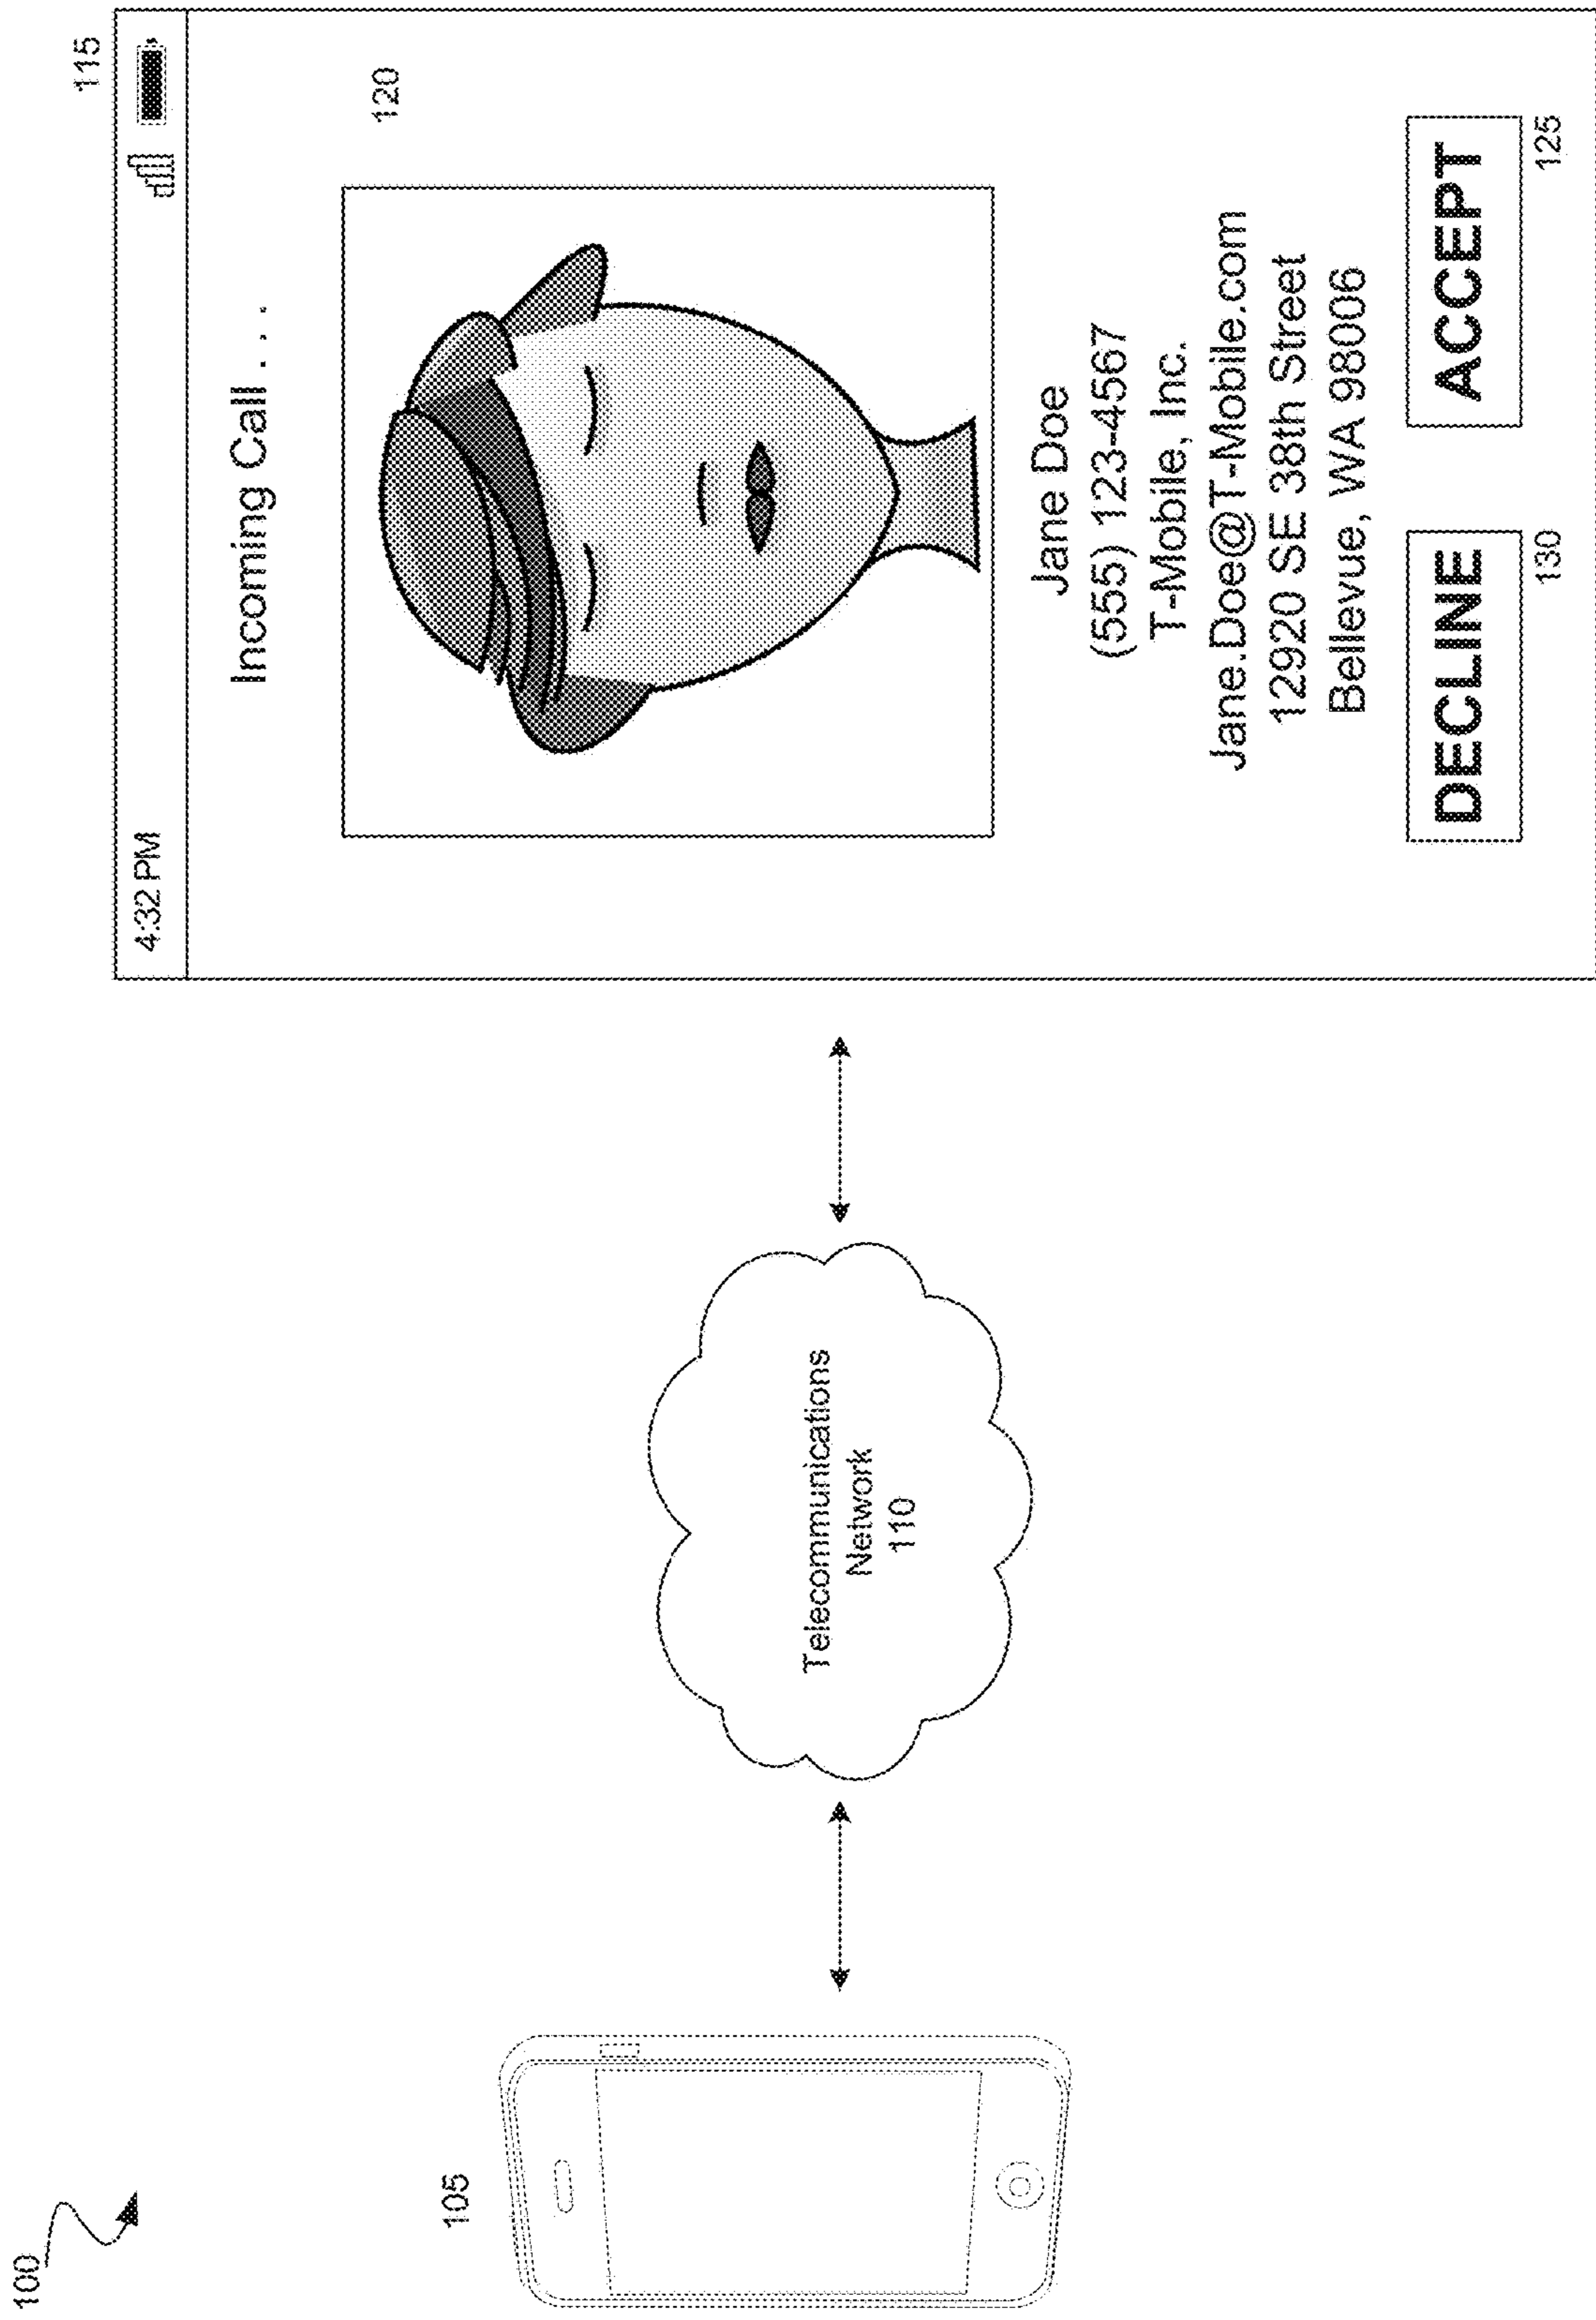 100
105
Telecommunications
Network
110
115
4:32 PM
Incoming Call . . .
120
Jane Doe
(555) 123-4567
T-Mobile, Inc.
Jane.Doe@T-Mobile.com
12920 SE 38th Street
Bellevue, WA 98006
DECLINE
ACCEPT
130
125